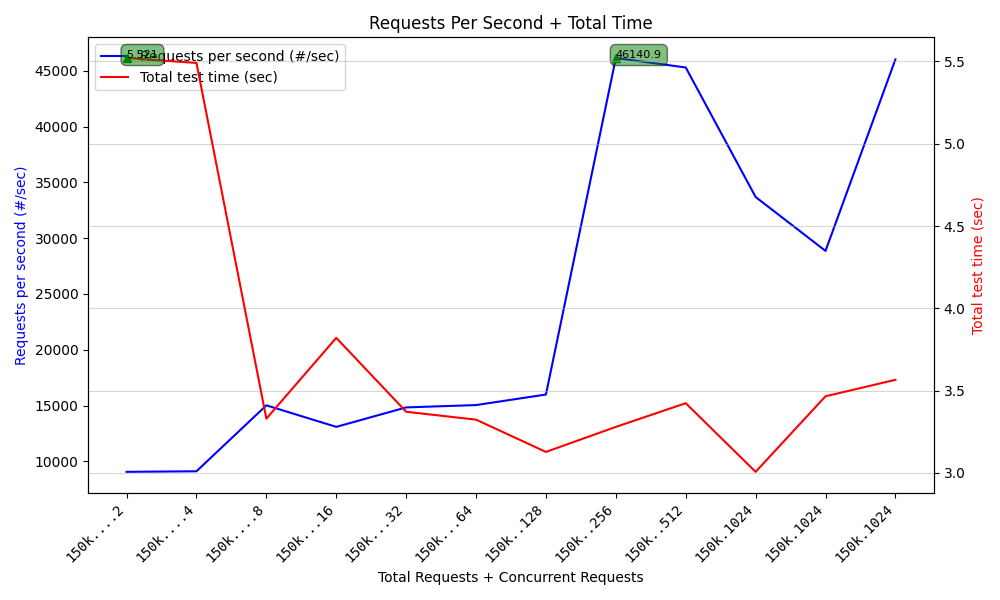 Requests Per Second + Total Time
5.521
Requests per second (#/sec)
Total test time (sec)
46140.9
45000
40000
35000
30000
25000
20000
15000
10000
Requests per second (#/sec)
5.5
5.0
4.5
4.0
3.5
3.0
Total test time (sec)
150k....2
150k....4
150k....8
150k...16
150k...32
150k...64
150k..128
150k..256
150k..512
150k.1024
150k.1024
150k.1024
Total Requests + Concurrent Requests